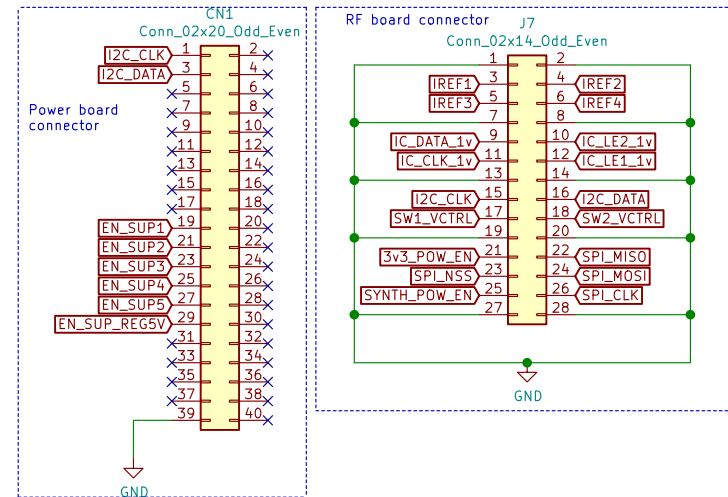 CN1
Conn_02x20_Odd_Even
Power board
connector
I2C_CLK 1 2
I2C_DATA 3 4
5 6
7 8
9 10
11 12
13 14
15 16
17 18
EN_SUP1 19 20
EN_SUP2 21 22
EN_SUP3 23 24
EN_SUP4 25 26
EN_SUP5 27 28
EN_SUP_REG5V 29 30
31 32
33 34
35 36
37 38
39 40
GND
RF board connector
J7
Conn_02x14_Odd_Even
1 2
IREF1 3 4 IREF2
IREF3 5 6 IREF4
7 8
IC_DATA_1v 9 10 IC_LE2_1v
IC_CLK_1v 11 12 IC_LE1_1v
13 14
I2C_CLK 15 16 I2C_DATA
SW1_VCTRL 17 18 SW2_VCTRL
19 20
3v3_POW_EN 21 22 SPI_MISO
SPI_NSS 23 24 SPI_MOSI
SYNTH_POW_EN 25 26 SPI_CLK
27 28
GND